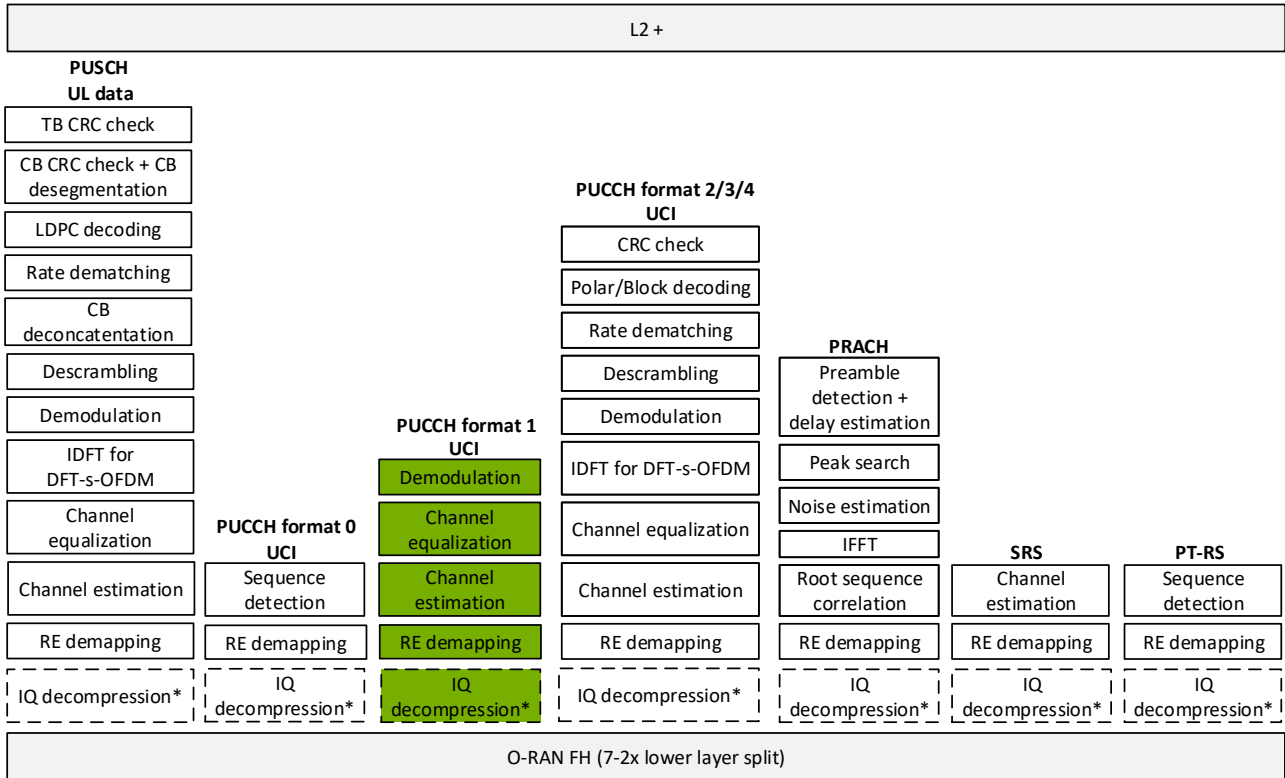 L2 +
PUSCH
UL data
TB CRC check
CB CRC check + CB
desegmentation
LDPC decoding
Rate dematching
CB
deconcatentation
Descrambling
Demodulation
IDFT for
DFT-s-OFDM
Channel
equalization
Channel estimation
RE demapping
IQ decompression*
PUCCH format 0
UCI
Sequence
detection
RE demapping
IQ
decompression*
PUCCH format 1
UCI
Demodulation
Channel
equalization
Channel
estimation
RE demapping
IQ
decompression*
PUCCH format 2/3/4
UCI
CRC check
Polar/Block decoding
Rate dematching
Descrambling
Demodulation
IDFT for DFT-s-OFDM
Channel equalization
Channel estimation
RE demapping
IQ decompression*
PRACH
Preamble
detection +
delay estimation
Peak search
Noise estimation
IFFT
Root sequence
correlation
RE demapping
IQ
decompression*
SRS
Channel
estimation
RE demapping
IQ
decompression*
PT-RS
Sequence
detection
RE demapping
IQ
decompression*
O-RAN FH (7-2x lower layer split)